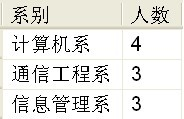 系别 人数
计算机系 4
通信工程系 3
信息管理系 3